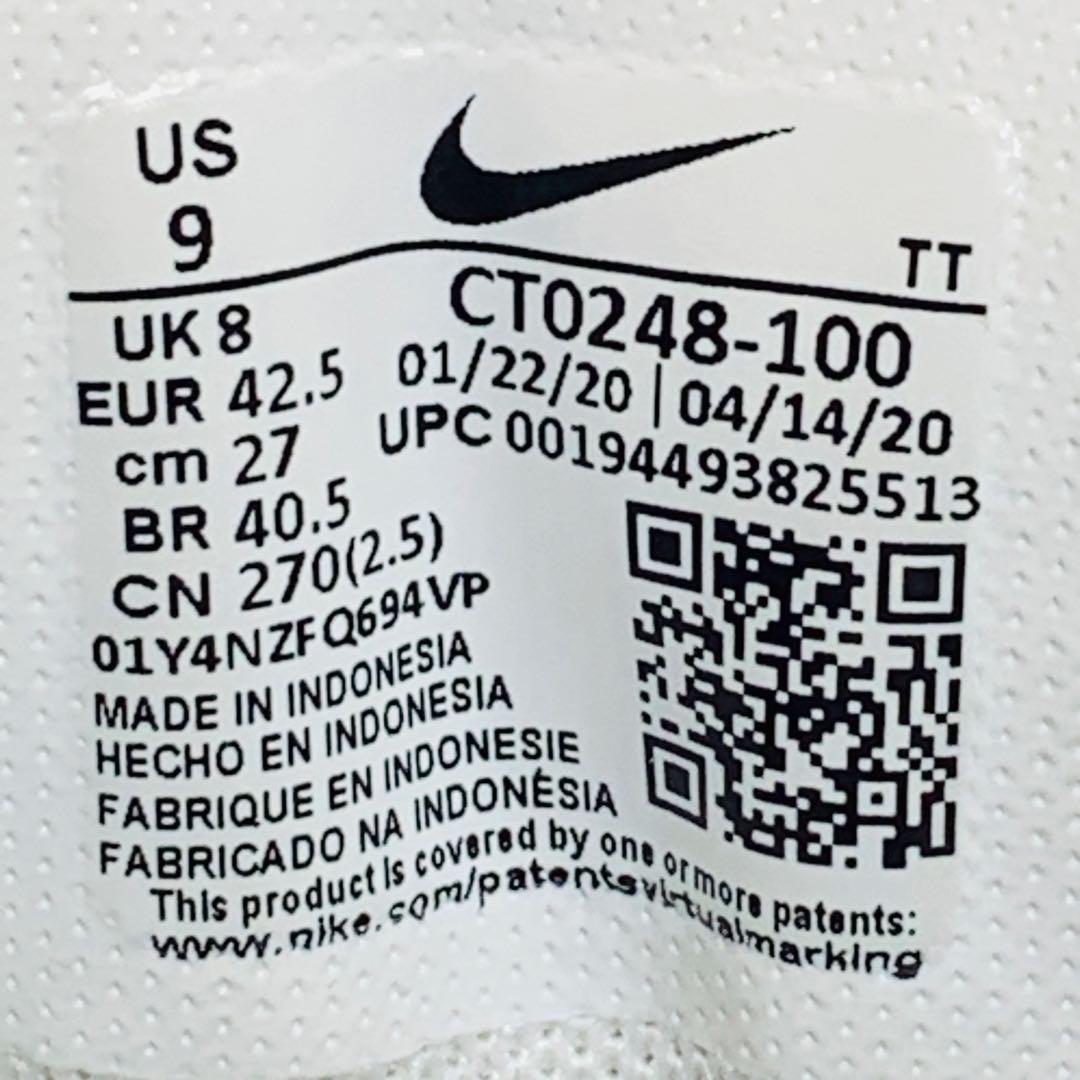 US
9
TT
UK 8
EUR 42.5
cm 27
BR 40.5
CN 270(2.5)
CT0248-100
01/22/20 | 04/14/20
UPC 00194493825513
01Y4NZFQ694VP
MADE IN INDONESIA
HECHO EN INDONESIA
FABRIQUE EN INDONESIE
FABRICADO NA INDONÉSIA
This product is covered by one or more patents:
www.nike.com/patentsvirtualmarking